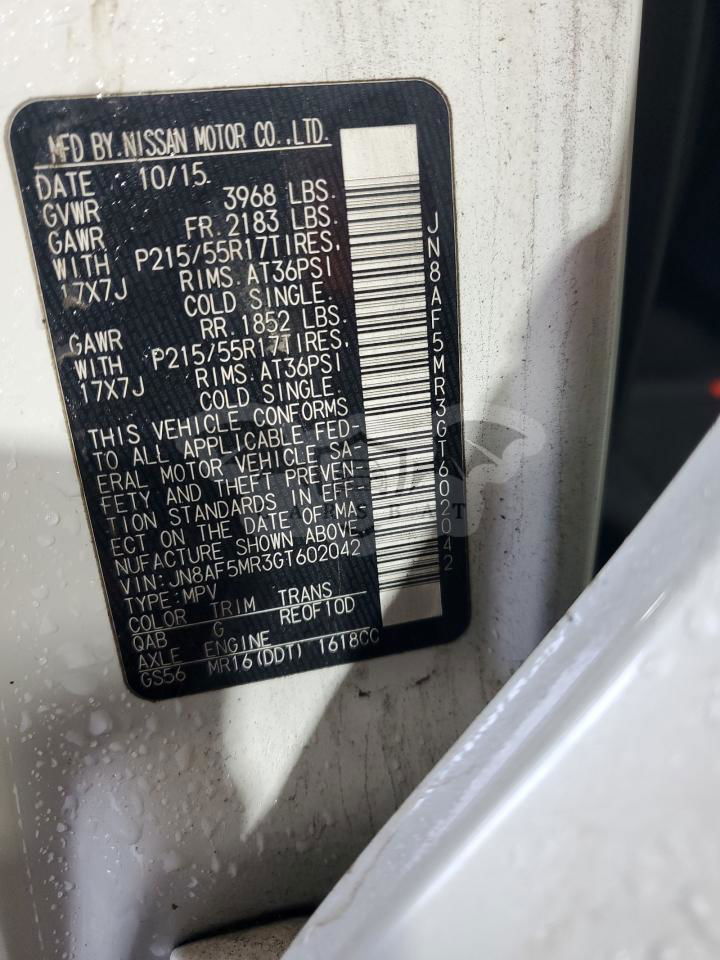 MFD BY.NISSAN MOTOR CO.,LTD.
DATE 10/15
GVWR 3968 LBS.
GAWR FR.2183 LBS.
WITH P215/55R17TIRES,
17X7J RIMS.AT36PSI
COLD SINGLE.
GAWR RR.1852 LBS.
WITH P215/55R17TIRES,
17X7J RIMS.AT36PSI
COLD SINGLE.
THIS VEHICLE CONFORMS
TO ALL APPLICABLE FED-
ERAL MOTOR VEHICLE SA-
FETY AND THEFT PREVEN-
TION STANDARDS IN EFF-
ECT ON THE DATE OF MA-
NUFACTURE SHOWN ABOVE.
VIN:JN8AF5MR3GT602042
TYPE:MPV
COLOR TRIM TRANS
QAB G RE0F10D
AXLE ENGINE
GS56 MR16(DDT) 1618CC
JN8AF5MR3GT602042